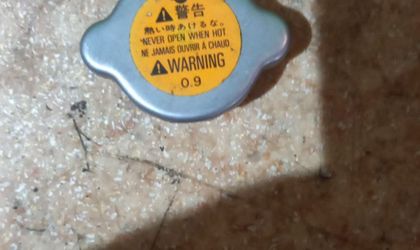 ⚠警告
熱い時あけるな。
NEVER OPEN WHEN HOT
NE JAMAIS OUVRIR À CHAUD
⚠WARNING
0.9